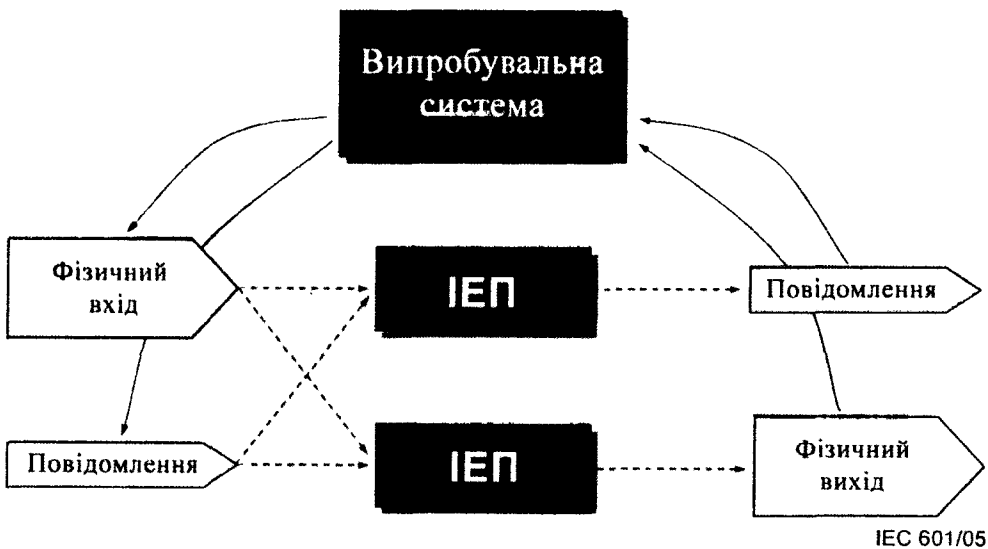 Випробувальна
система
Фізичний
вхід
ІЕП
Повідомлення
Повідомлення
ІЕП
Фізичний
вихід
IEC 601/05